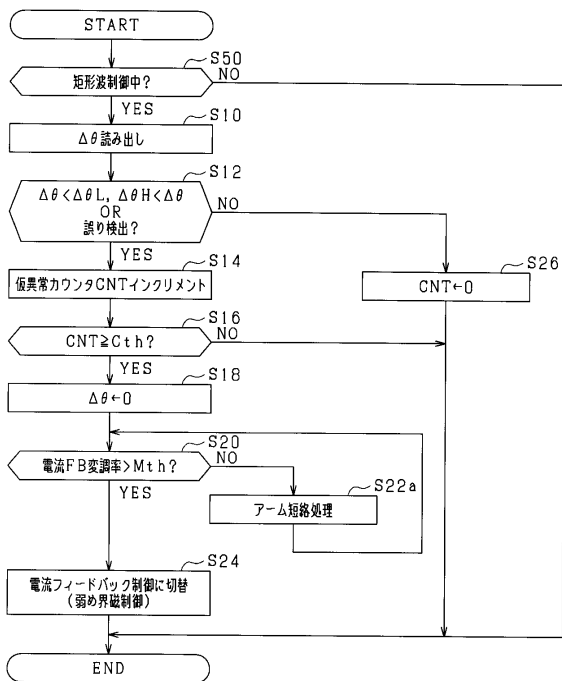 START
S50
矩形波制御中?
NO
YES
S10
Δθ読み出し
S12
Δθ<ΔθL, ΔθH<Δθ
OR
誤り検出?
NO
YES
S14
仮異常カウンタCNTインクリメント
S26
CNT←0
S16
CNT≧Cth?
NO
YES
S18
Δθ←0
S20
電流FB変調率>Mth?
NO
YES
S22a
アーム短絡処理
S24
電流フィードバック制御に切替
(弱め界磁制御)
END